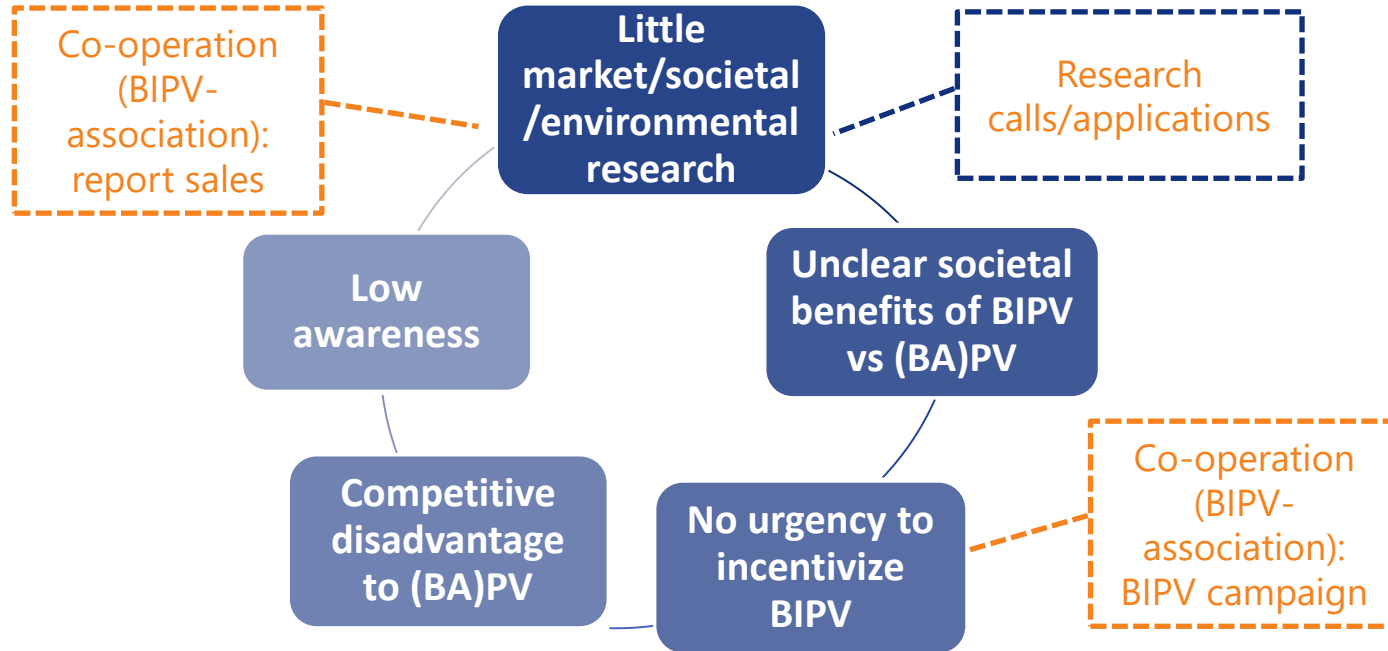 Co-operation
(BIPV-
association):
report sales
Little
market/societal
/environmental
research
Research
calls/applications
Low
awareness
Unclear societal
benefits of BIPV
vs (BA)PV
Competitive
disadvantage
to (BA)PV
No urgency to
incentivize
BIPV
Co-operation
(BIPV-
association):
BIPV campaign